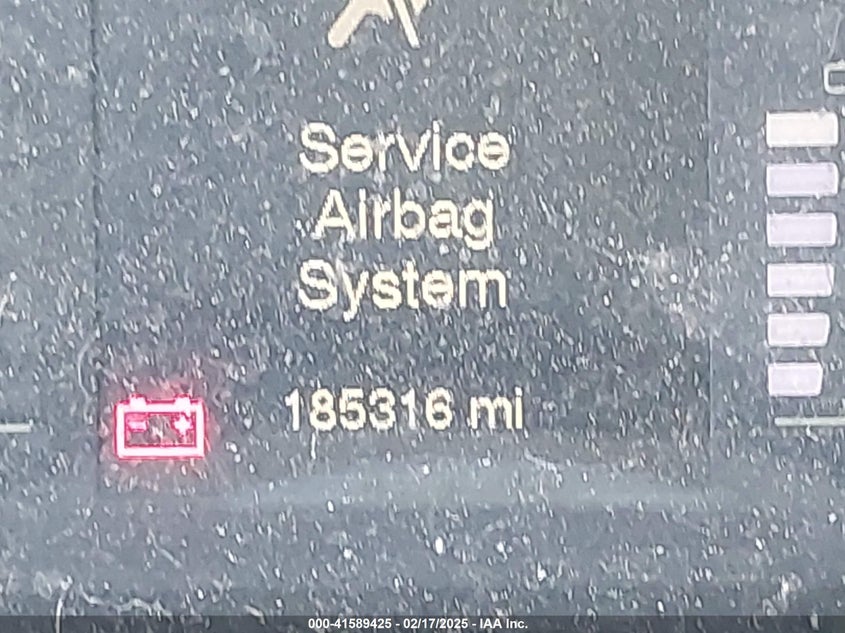 Service
Airbag
System
185316 mi
000-41589425 - 02/17/2025 - IAA Inc.